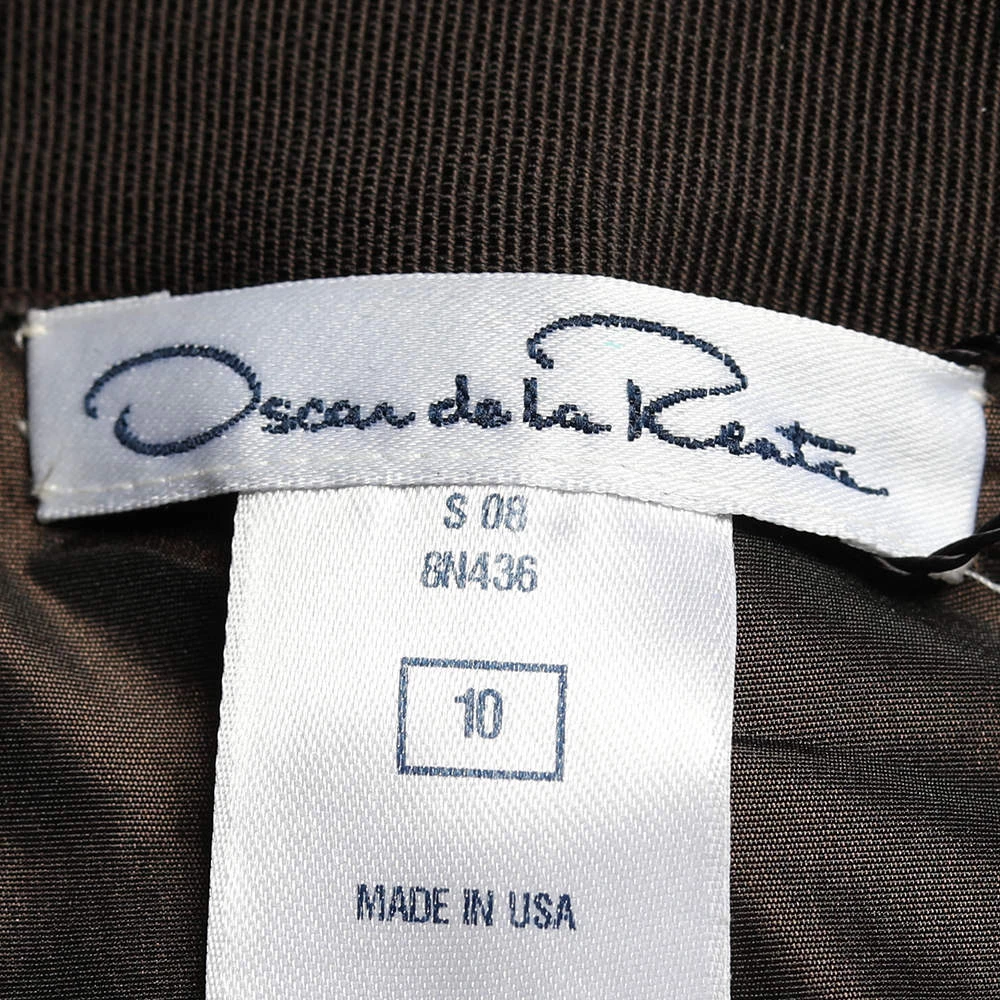 Oscar de la Renta
S 08
8N436
10
MADE IN USA